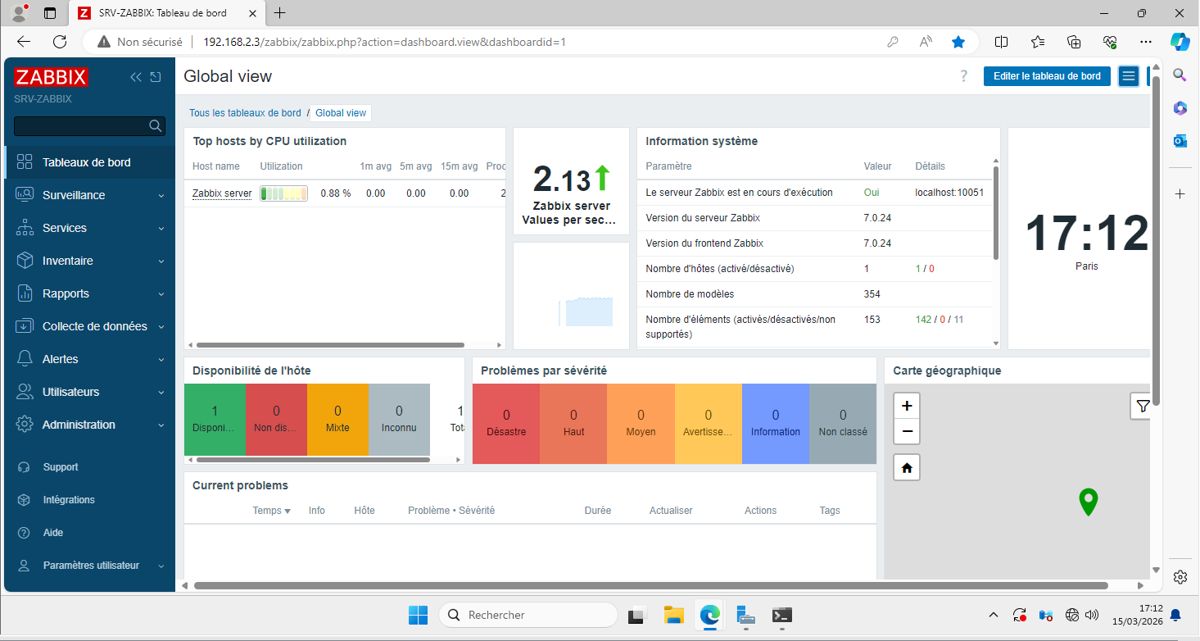 SRV-ZABBIX: Tableau de bord
Non sécurisé
192.168.2.3/zabbix/zabbix.php?action=dashboard.view&dashboardid=1
ZABBIX
SRV-ZABBIX
Tableaux de bord
Surveillance
Services
Inventaire
Rapports
Collecte de données
Alertes
Utilisateurs
Administration
Support
Intégrations
Aide
Paramètres utilisateur
Global view
? Editer le tableau de bord
Tous les tableaux de bord / Global view
Top hosts by CPU utilization
Host name Utilization 1m avg 5m avg 15m avg Proc
Zabbix server 0.88 % 0.00 0.00 0.00 2
2.13
Zabbix server
Values per sec...
Information système
Paramètre Valeur Détails
Le serveur Zabbix est en cours d'exécution Oui localhost:10051
Version du serveur Zabbix 7.0.24
Version du frontend Zabbix 7.0.24
Nombre d'hôtes (activé/désactivé) 1 1 / 0
Nombre de modèles 354
Nombre d'éléments (activés/désactivés/non supportés) 153 142 / 0 / 11
17:12
Paris
Disponibilité de l'hôte
1 0 0 0 1
Disponi... Non dis... Mixte Inconnu Tota
Problèmes par sévérité
0 0 0 0 0 0
Désastre Haut Moyen Avertisse... Information Non classé
Carte géographique
+
−
Current problems
Temps Info Hôte Problème • Sévérité Durée Actualiser Actions Tags
Rechercher
17:12
15/03/2026